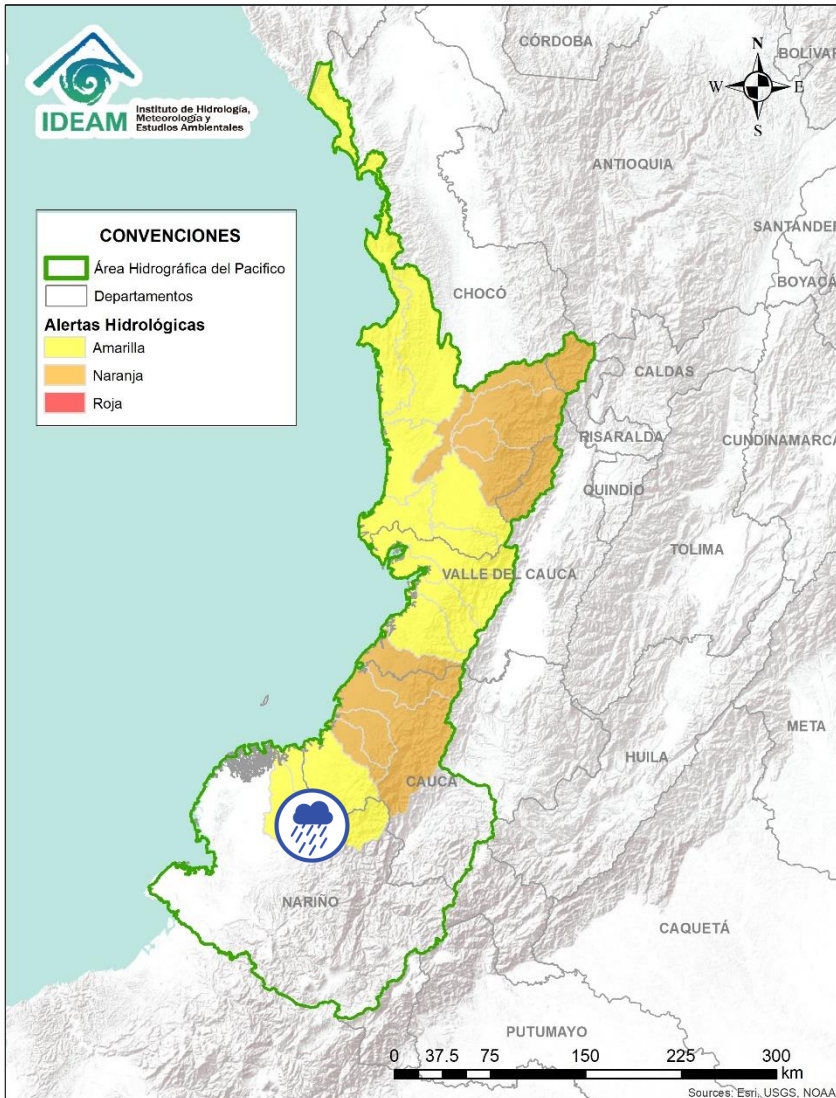 IDEAM
Instituto de Hidrología,
Meteorología y
Estudios Ambientales
N
W E
S
CÓRDOBA
BOLÍVAR
ANTIOQUIA
SANTANDER
BOYACÁ
CONVENCIONES
Área Hidrográfica del Pacifico
Departamentos
Alertas Hidrológicas
Amarilla
Naranja
Roja
CHOCÓ
CALDAS
RISARALDA
CUNDINAMARCA
QUINDÍO
TOLIMA
VALLE DEL CAUCA
META
HUILA
CAUCA
NARIÑO
CAQUETÁ
PUTUMAYO
0 37.5 75 150 225 300
km
Sources: Esri, USGS, NOAA